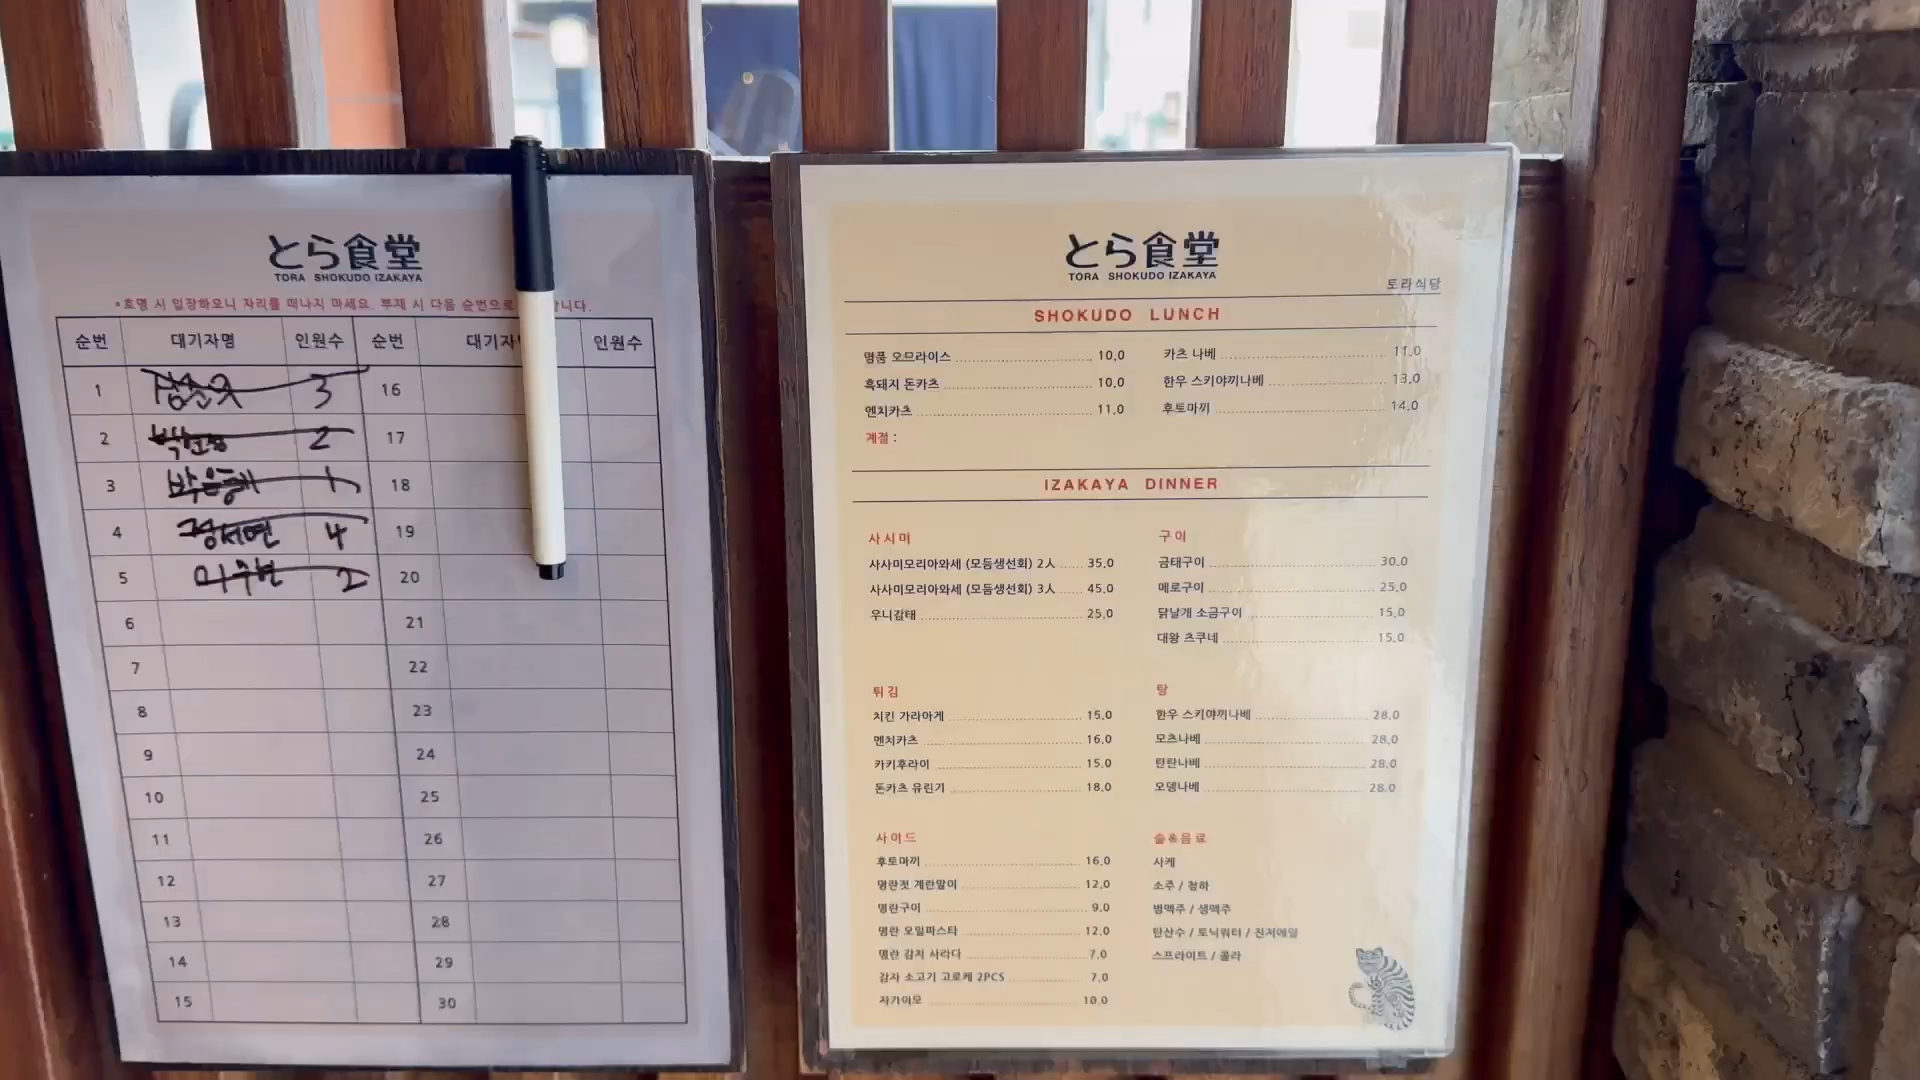 とら食堂
TORA SHOKUDO IZAKAYA
*호명 시 입장하오니 자리를 떠나지 마세요. 부재 시 다음 순번으로 니다.
순번 대기자명 인원수 순번 대기자 인원수
1 3 16
2 2 17
3 박은혜 1 18
4 정서연 4 19
5 2 20
6 21
7 22
8 23
9 24
10 25
11 26
12 27
13 28
14 29
15 30
とら食堂
TORA SHOKUDO IZAKAYA
토라식당
SHOKUDO LUNCH
명품 오므라이스 10.0
흑돼지 돈카츠 10.0
멘치카츠 11.0
계절 :
카츠 나베 11.0
한우 스키야끼나베 13.0
후토마끼 14.0
IZAKAYA DINNER
사시미
사사미모리아와세 (모듬생선회) 2人 35.0
사사미모리아와세 (모듬생선회) 3人 45.0
우니감태 25.0
구이
금태구이 30.0
메로구이 25.0
닭날개 소금구이 15.0
대왕 츠쿠네 15.0
튀김
치킨 가라아게 15.0
멘치카츠 16.0
카키후라이 15.0
돈카츠 유린기 18.0
탕
한우 스키야끼나베 28.0
모츠나베 28.0
탄탄나베 28.0
오뎅나베 28.0
사이드
후토마끼 16.0
명란젓 계란말이 12.0
명란구이 9.0
명란 오일파스타 12.0
명란 감자 사라다 7.0
감자 소고기 고로케 2PCS 7.0
자가이모 10.0
술&음료
사케
소주 / 청하
병맥주 / 생맥주
탄산수 / 토닉워터 / 진저에일
스프라이트 / 콜라